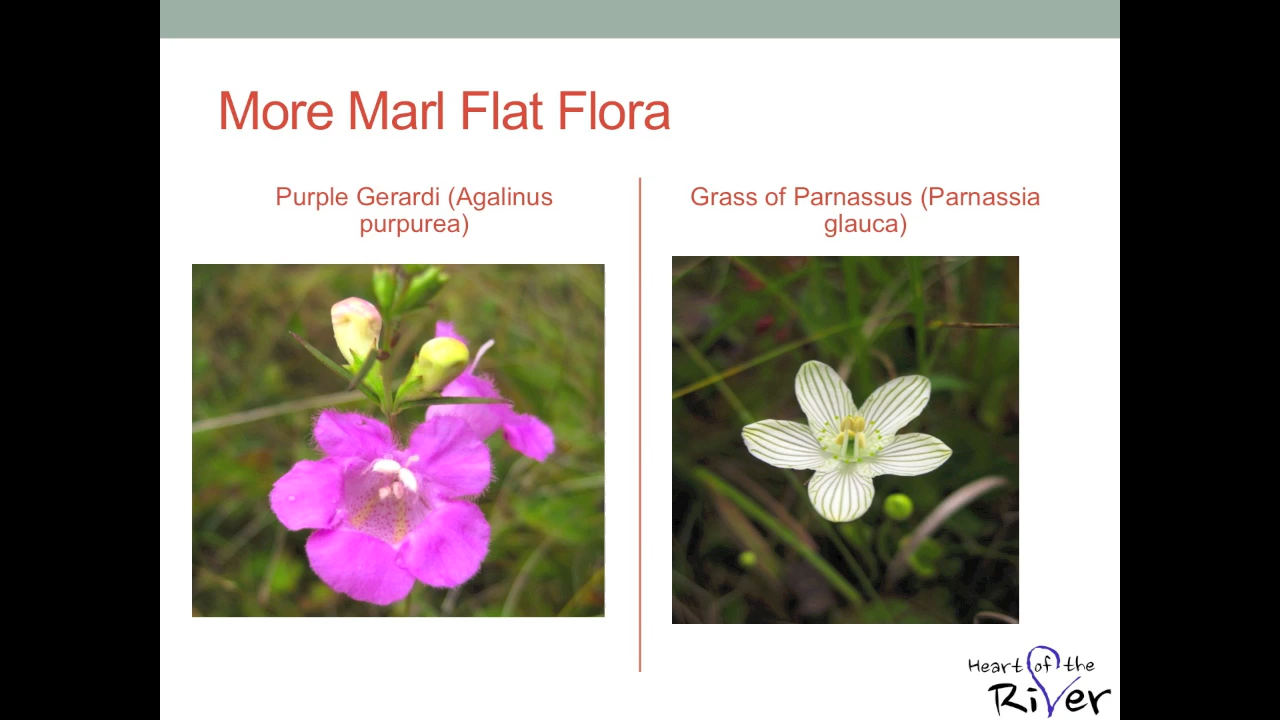 More Marl Flat Flora
Purple Gerardi (Agalinus
purpurea)
Grass of Parnassus (Parnassia
glauca)
Heart of the
River